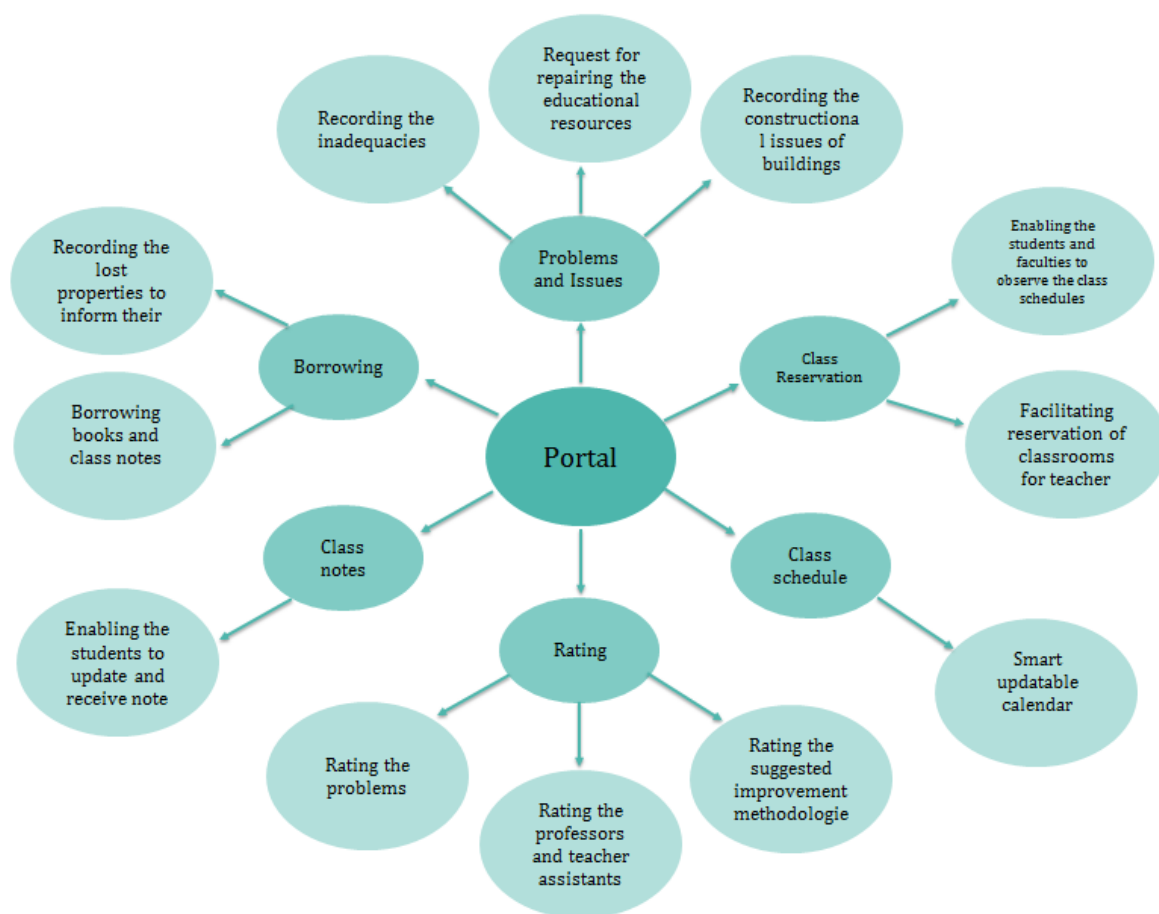 Request for
repairing the
educational
resources
Recording the
inadequacies
Recording the
constructiona
l issues of
buildings
Problems
and Issues
Enabling the
students and
faculties to
observe the class
schedules
Recording the
lost
properties to
inform their
Borrowing
Class
Reservation
Borrowing
books and
class notes
Facilitating
reservation of
classrooms
for teacher
Portal
Class
notes
Class
schedule
Enabling the
students to
update and
receive note
Rating
Smart
updatable
calendar
Rating the
problems
Rating the
professors
and teacher
assistants
Rating the
suggested
improvement
methodologie